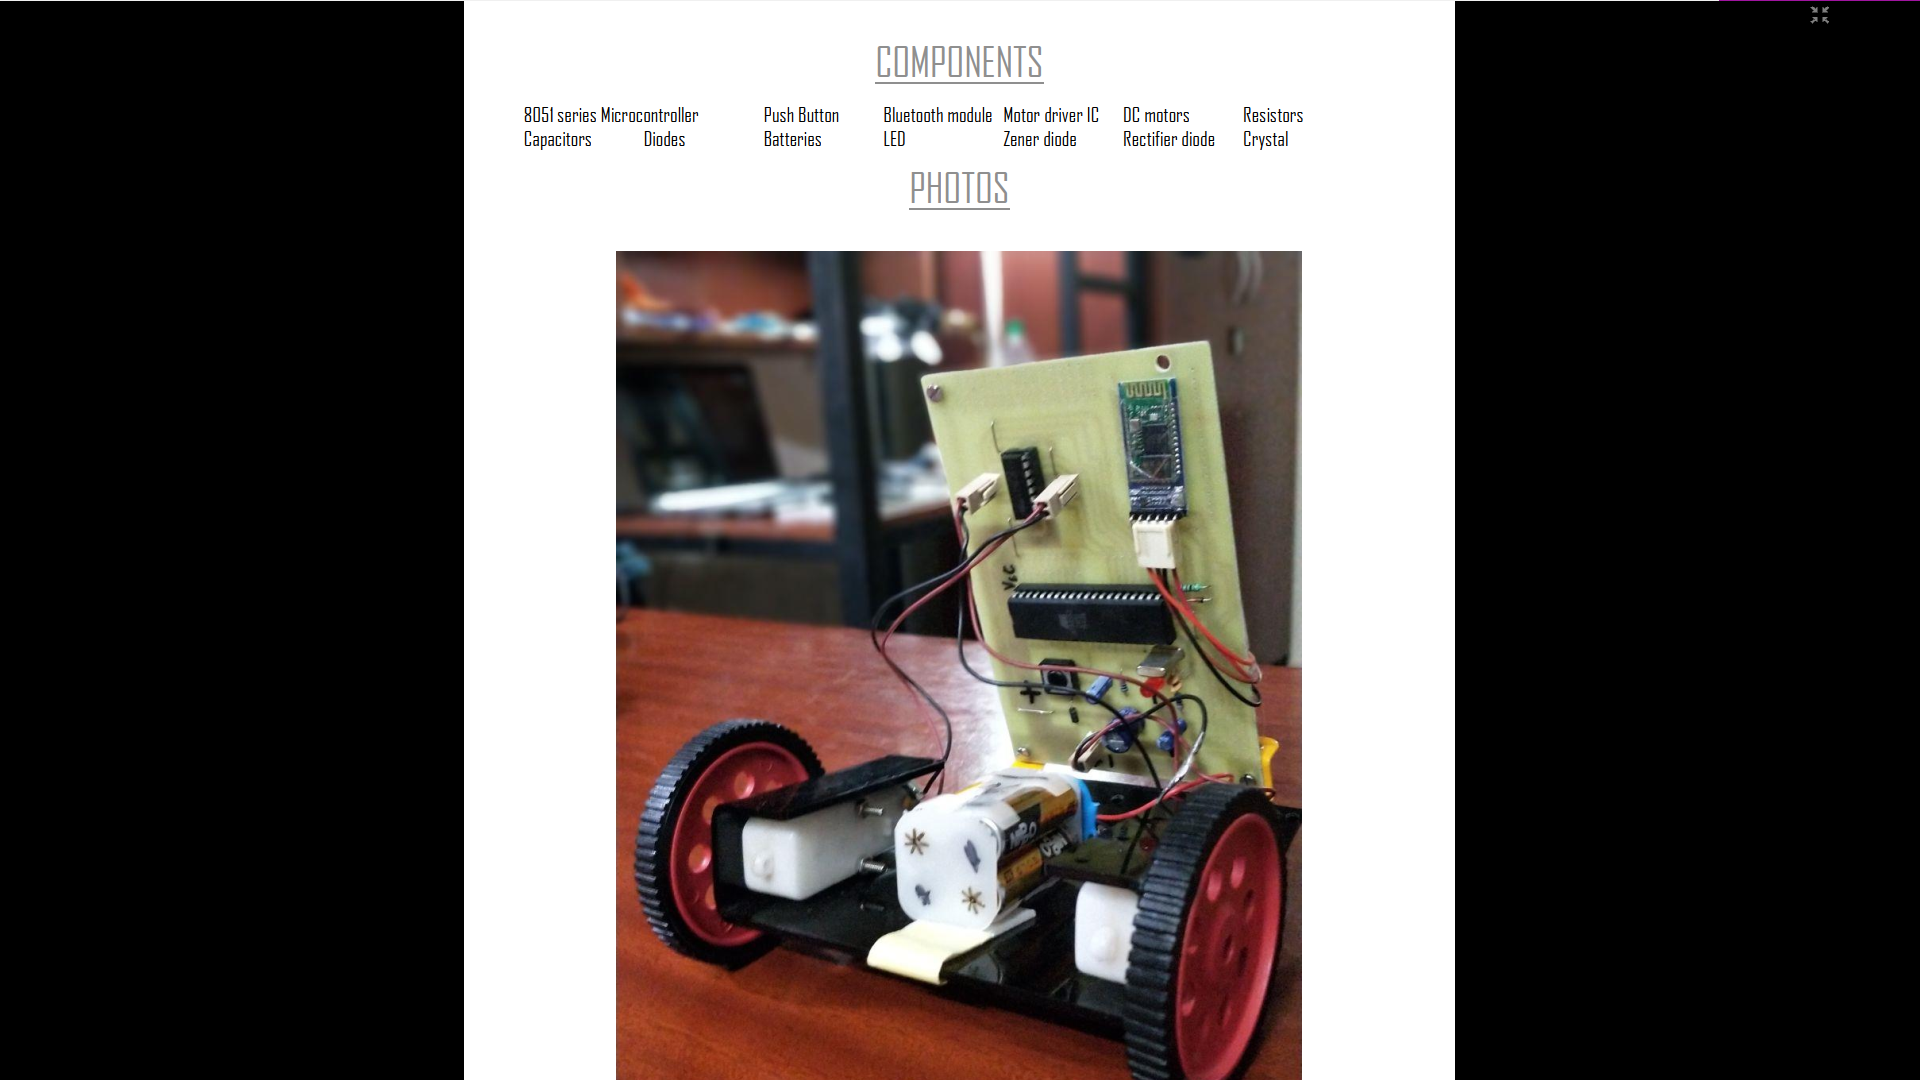 COMPONENTS
8051 series Microcontroller Push Button Bluetooth module Motor driver IC DC motors Resistors
Capacitors Diodes Batteries LED Zener diode Rectifier diode Crystal
PHOTOS
+